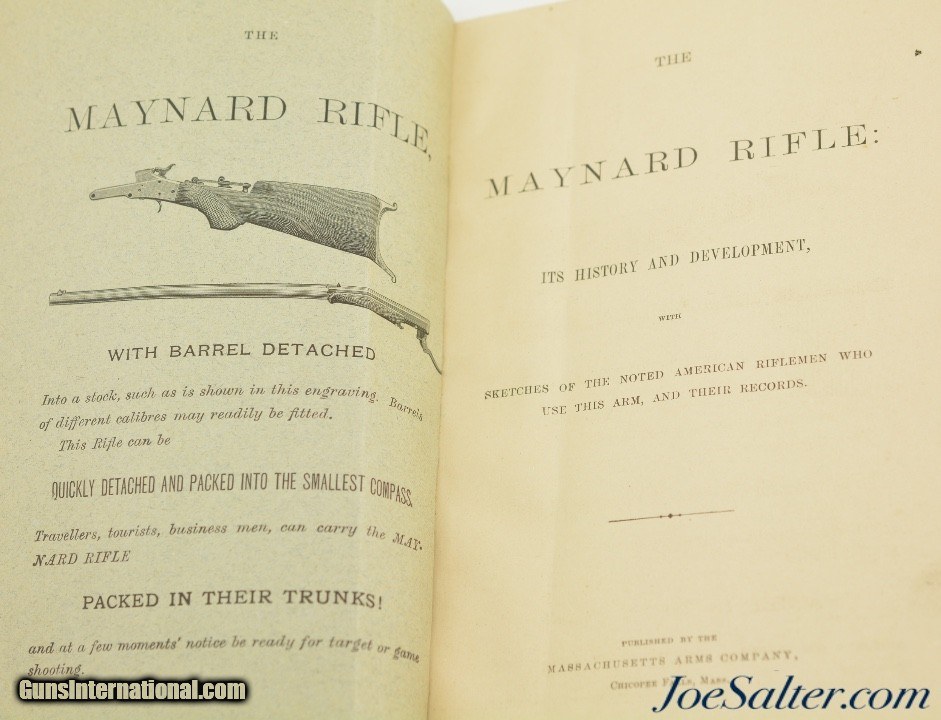 THE
MAYNARD RIFLE,
WITH BARREL DETACHED
Into a stock, such as is shown in this engraving. Barrels
of different calibres may readily be fitted.
This Rifle can be
QUICKLY DETACHED AND PACKED INTO THE SMALLEST COMPASS.
Travellers, tourists, business men, can carry the MAY-
NARD RIFLE
PACKED IN THEIR TRUNKS!
and at a few moments' notice be ready for target or game
shooting.
THE
MAYNARD RIFLE:
ITS HISTORY AND DEVELOPMENT,
WITH
SKETCHES OF THE NOTED AMERICAN RIFLEMEN WHO
USE THIS ARM, AND THEIR RECORDS.
PUBLISHED BY THE
MASSACHUSETTS ARMS COMPANY,
CHICOPEE FALLS, MASS.
GunsInternational.com
JoeSalter.com